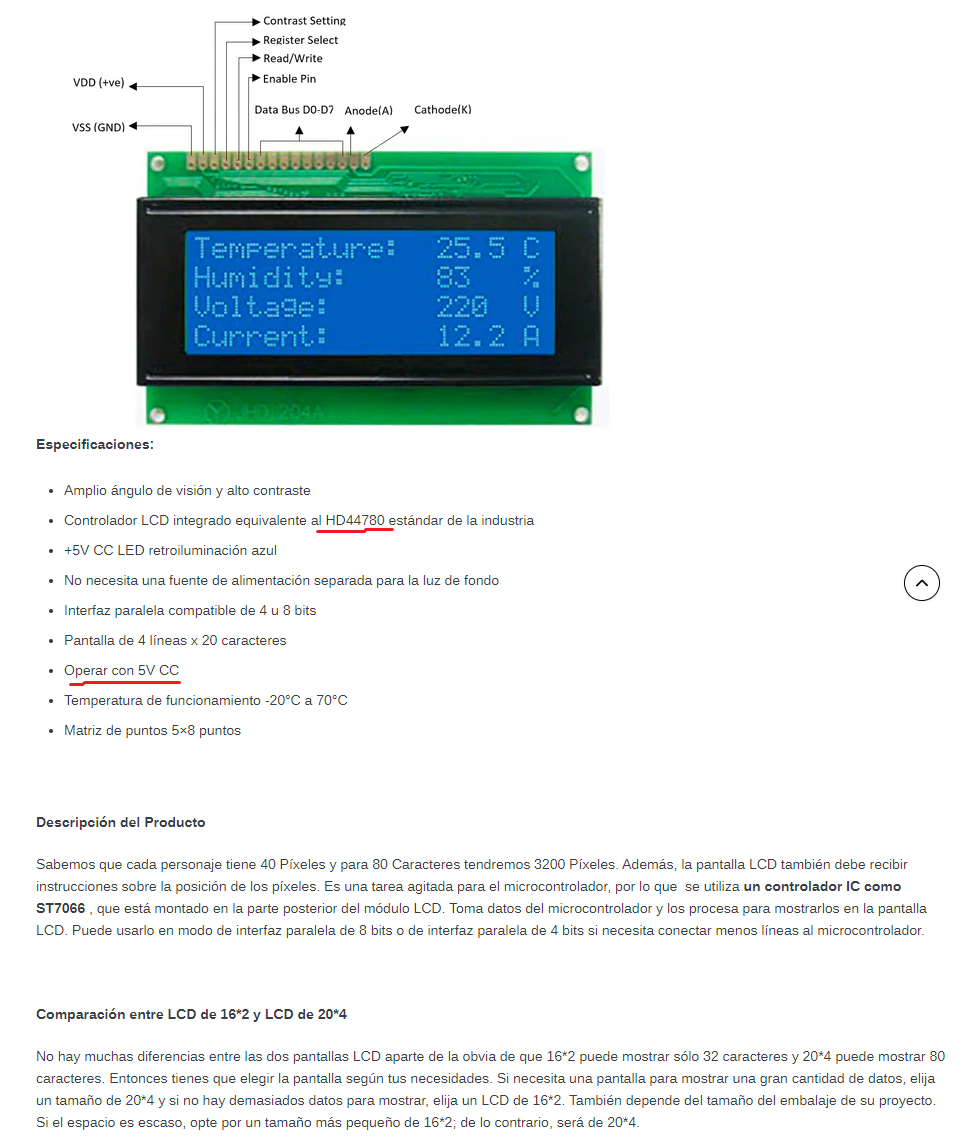 Contrast Setting
Register Select
Read/Write
Enable Pin
VDD (+ve)
Data Bus D0-D7 Anode(A) Cathode(K)
VSS (GND)
Temperature: 25.5 C
Humidity: 83 %
Voltage: 220 V
Current: 12.2 A
JHD 204A
Especificaciones:
Amplio ángulo de visión y alto contraste
Controlador LCD integrado equivalente al HD44780 estándar de la industria
+5V CC LED retroiluminación azul
No necesita una fuente de alimentación separada para la luz de fondo
Interfaz paralela compatible de 4 u 8 bits
Pantalla de 4 líneas x 20 caracteres
Operar con 5V CC
Temperatura de funcionamiento -20°C a 70°C
Matriz de puntos 5×8 puntos
Descripción del Producto
Sabemos que cada personaje tiene 40 Píxeles y para 80 Caracteres tendremos 3200 Píxeles. Además, la pantalla LCD también debe recibir
instrucciones sobre la posición de los píxeles. Es una tarea agitada para el microcontrolador, por lo que se utiliza un controlador IC como
ST7066 , que está montado en la parte posterior del módulo LCD. Toma datos del microcontrolador y los procesa para mostrarlos en la pantalla
LCD. Puede usarlo en modo de interfaz paralela de 8 bits o de interfaz paralela de 4 bits si necesita conectar menos líneas al microcontrolador.
Comparación entre LCD de 16*2 y LCD de 20*4
No hay muchas diferencias entre las dos pantallas LCD aparte de la obvia de que 16*2 puede mostrar sólo 32 caracteres y 20*4 puede mostrar 80
caracteres. Entonces tienes que elegir la pantalla según tus necesidades. Si necesita una pantalla para mostrar una gran cantidad de datos, elija
un tamaño de 20*4 y si no hay demasiados datos para mostrar, elija un LCD de 16*2. También depende del tamaño del embalaje de su proyecto.
Si el espacio es escaso, opte por un tamaño más pequeño de 16*2; de lo contrario, será de 20*4.